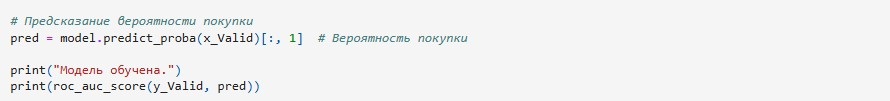 # Предсказание вероятности покупки
pred = model.predict_proba(x_Valid)[:, 1]  # Вероятность покупки
print("Модель обучена.")
print(roc_auc_score(y_Valid, pred))